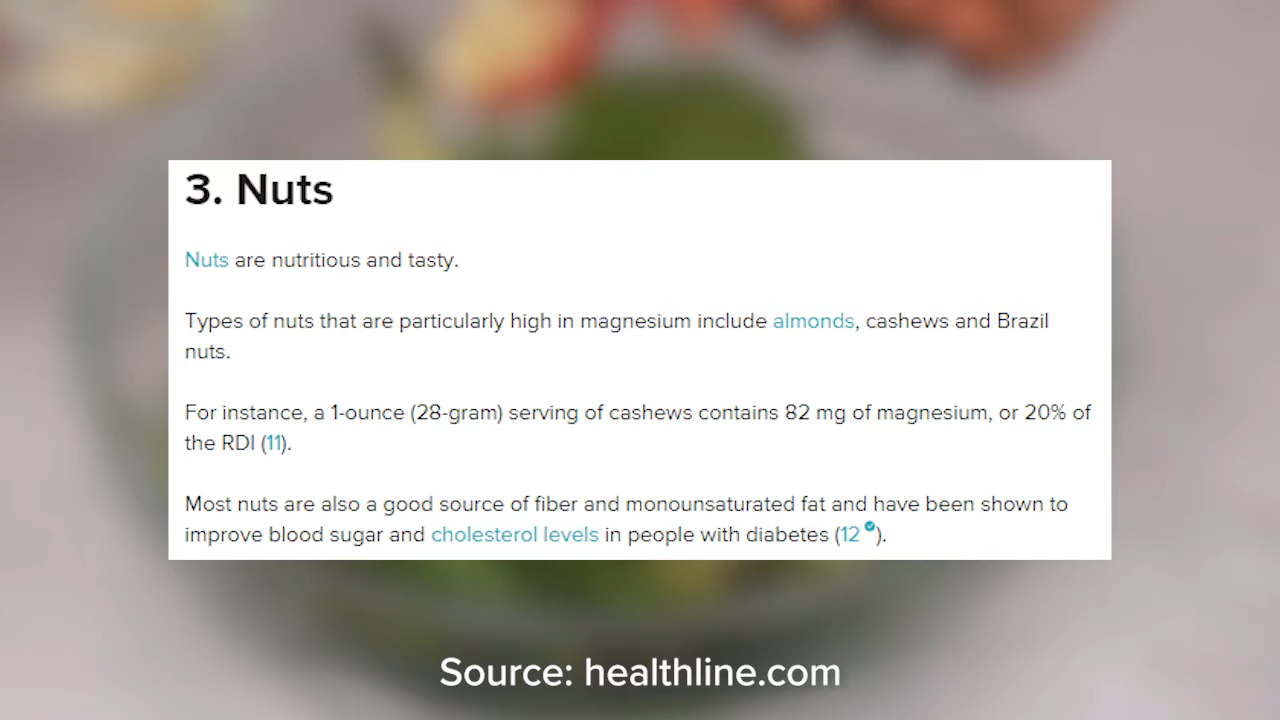 3. Nuts
Nuts are nutritious and tasty.
Types of nuts that are particularly high in magnesium include almonds, cashews and Brazil
nuts.
For instance, a 1-ounce (28-gram) serving of cashews contains 82 mg of magnesium, or 20% of
the RDI (11).
Most nuts are also a good source of fiber and monounsaturated fat and have been shown to
improve blood sugar and cholesterol levels in people with diabetes (12).
Source: healthline.com